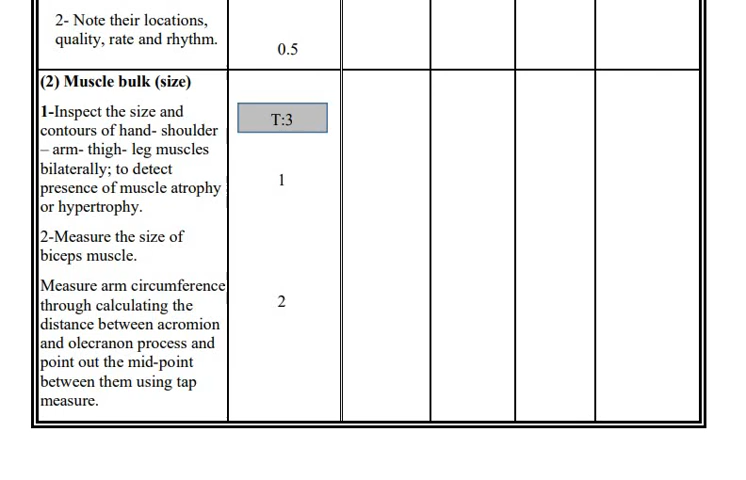 2- Note their locations,
quality, rate and rhythm.
0.5
(2) Muscle bulk (size)
1-Inspect the size and
contours of hand- shoulder
– arm- thigh- leg muscles
bilaterally; to detect
presence of muscle atrophy
or hypertrophy.
T:3
1
2-Measure the size of
biceps muscle.
Measure arm circumference
through calculating the
distance between acromion
and olecranon process and
point out the mid-point
between them using tap
measure.
2